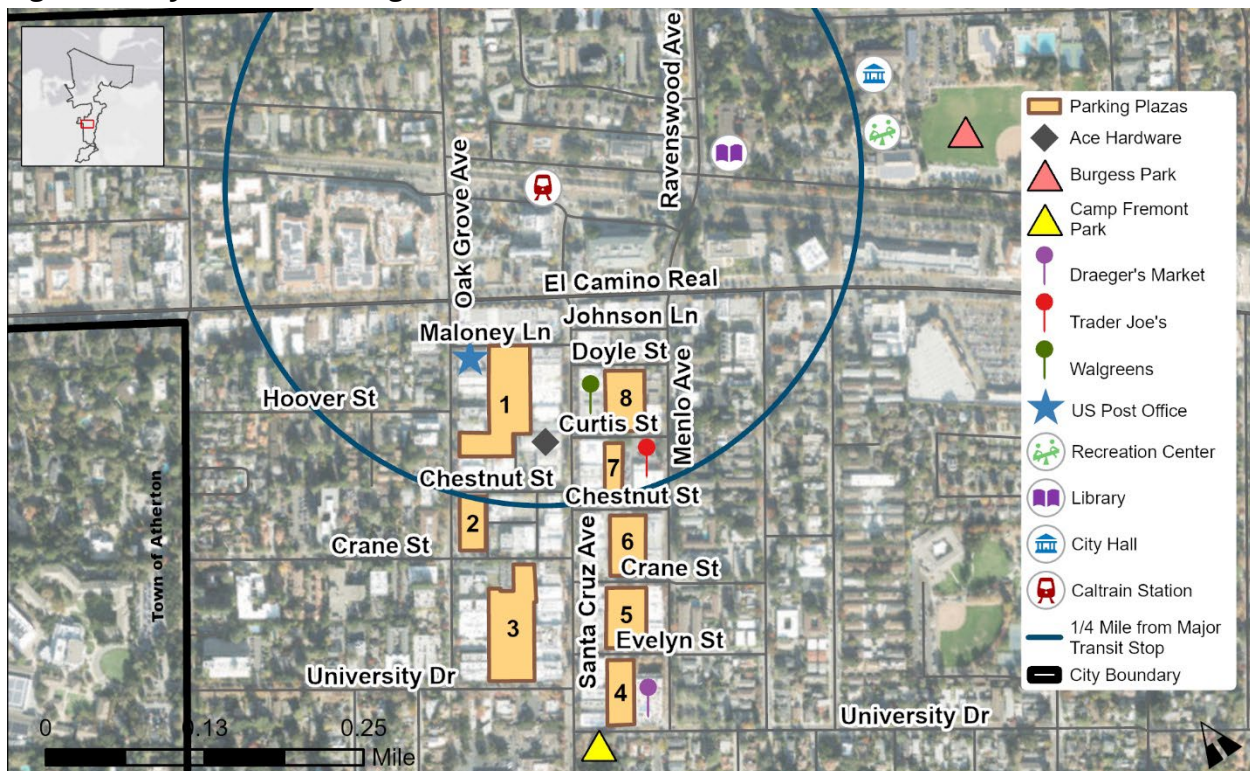 Ravenswood Ave
Oak Grove Ave
El Camino Real
Johnson Ln
Maloney Ln
Doyle St
Hoover St
1
8
Curtis St
Menlo Ave
7
Chestnut St
Chestnut St
2
6
Crane St
Crane St
Santa Cruz Ave
5
3
Evelyn St
4
University Dr
University Dr
Town of Atherton
0
0.13
0.25
Mile
Parking Plazas
Ace Hardware
Burgess Park
Camp Fremont
Park
Draeger's Market
Trader Joe's
Walgreens
US Post Office
Recreation Center
Library
City Hall
Caltrain Station
1/4 Mile from Major
Transit Stop
City Boundary